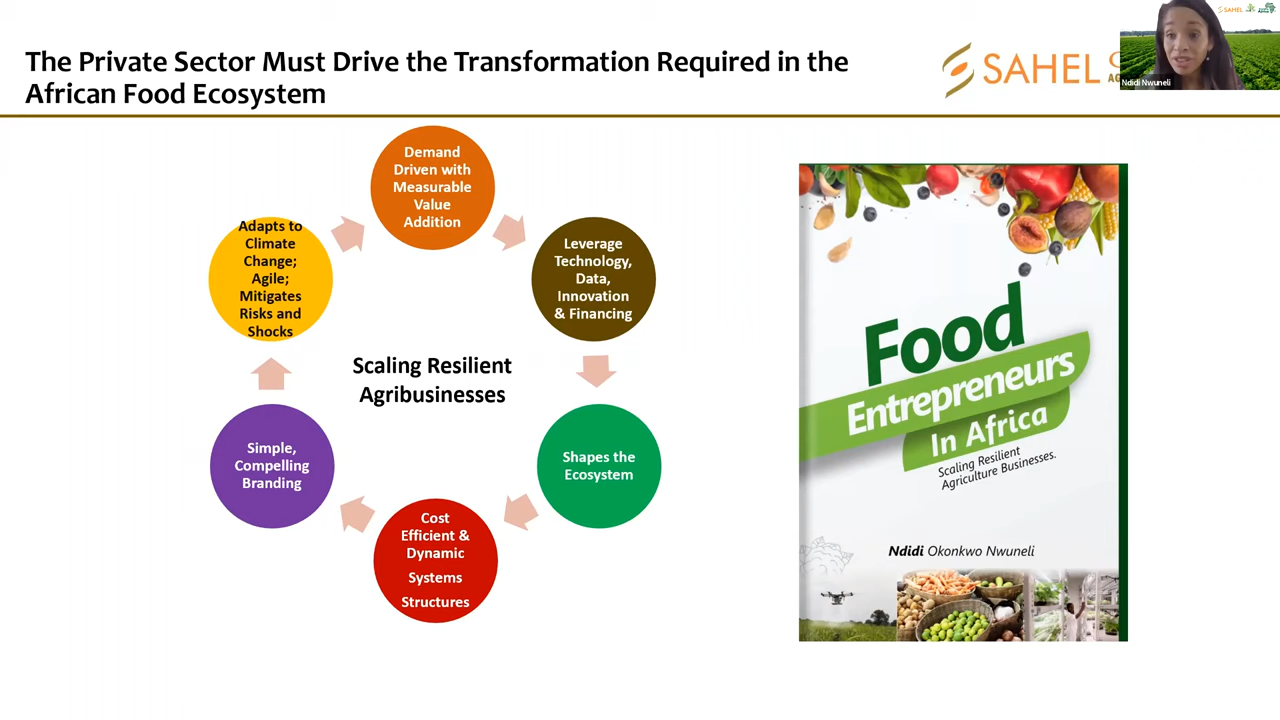 The Private Sector Must Drive the Transformation Required in the
African Food Ecosystem
SAHEL
SAHEL
Ndidi Nwuneli
Demand
Driven with
Measurable
Value
Addition
Leverage
Technology,
Data,
Innovation
& Financing
Shapes the
Ecosystem
Cost
Efficient &
Dynamic
Systems
Structures
Simple,
Compelling
Branding
Adapts to
Climate
Change;
Agile;
Mitigates
Risks and
Shocks
Scaling Resilient
Agribusinesses
Food
Entrepreneurs
In Africa
Scaling Resilient
Agriculture Businesses.
Ndidi Okonkwo Nwuneli